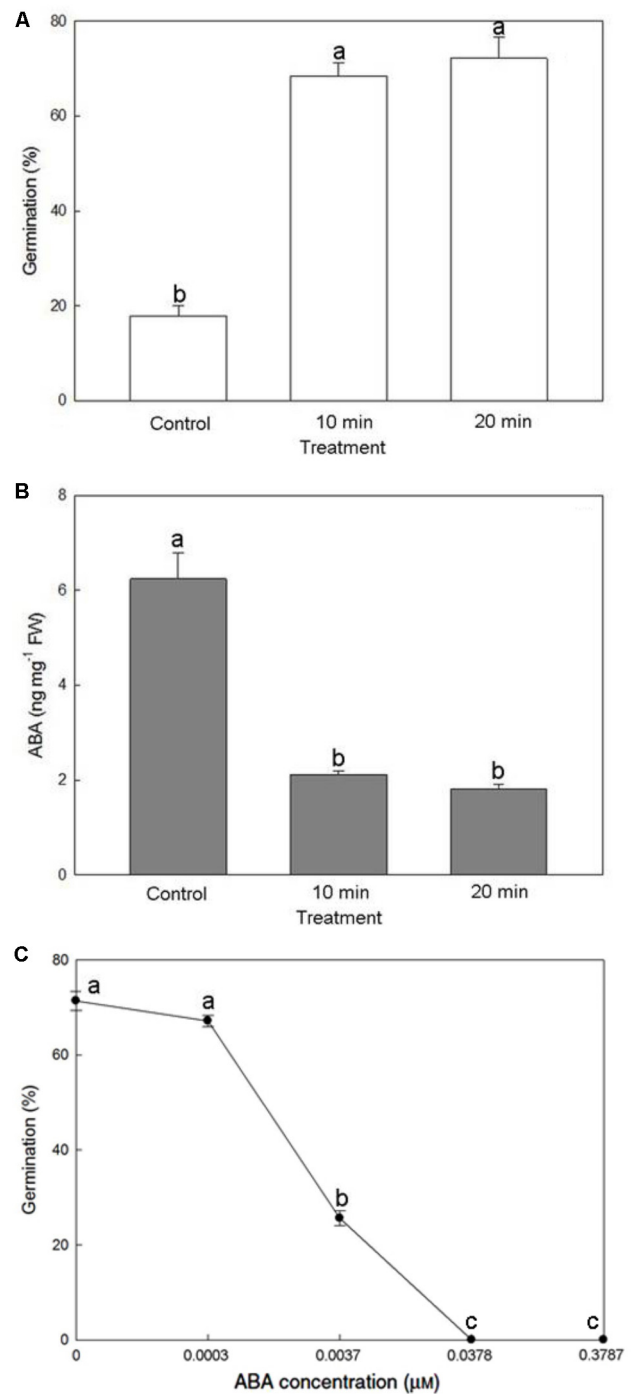 A
80
a
a
60
Germination (%)
40
20
b
0
Control 10 min 20 min
Treatment
B
8
a
6
ABA (ng mg⁻¹ FW)
4
b
b
2
0
Control 10 min 20 min
Treatment
C
80
a
a
60
Germination (%)
40
b
20
c c
0
0 0.0003 0.0037 0.0378 0.3787
ABA concentration (μM)